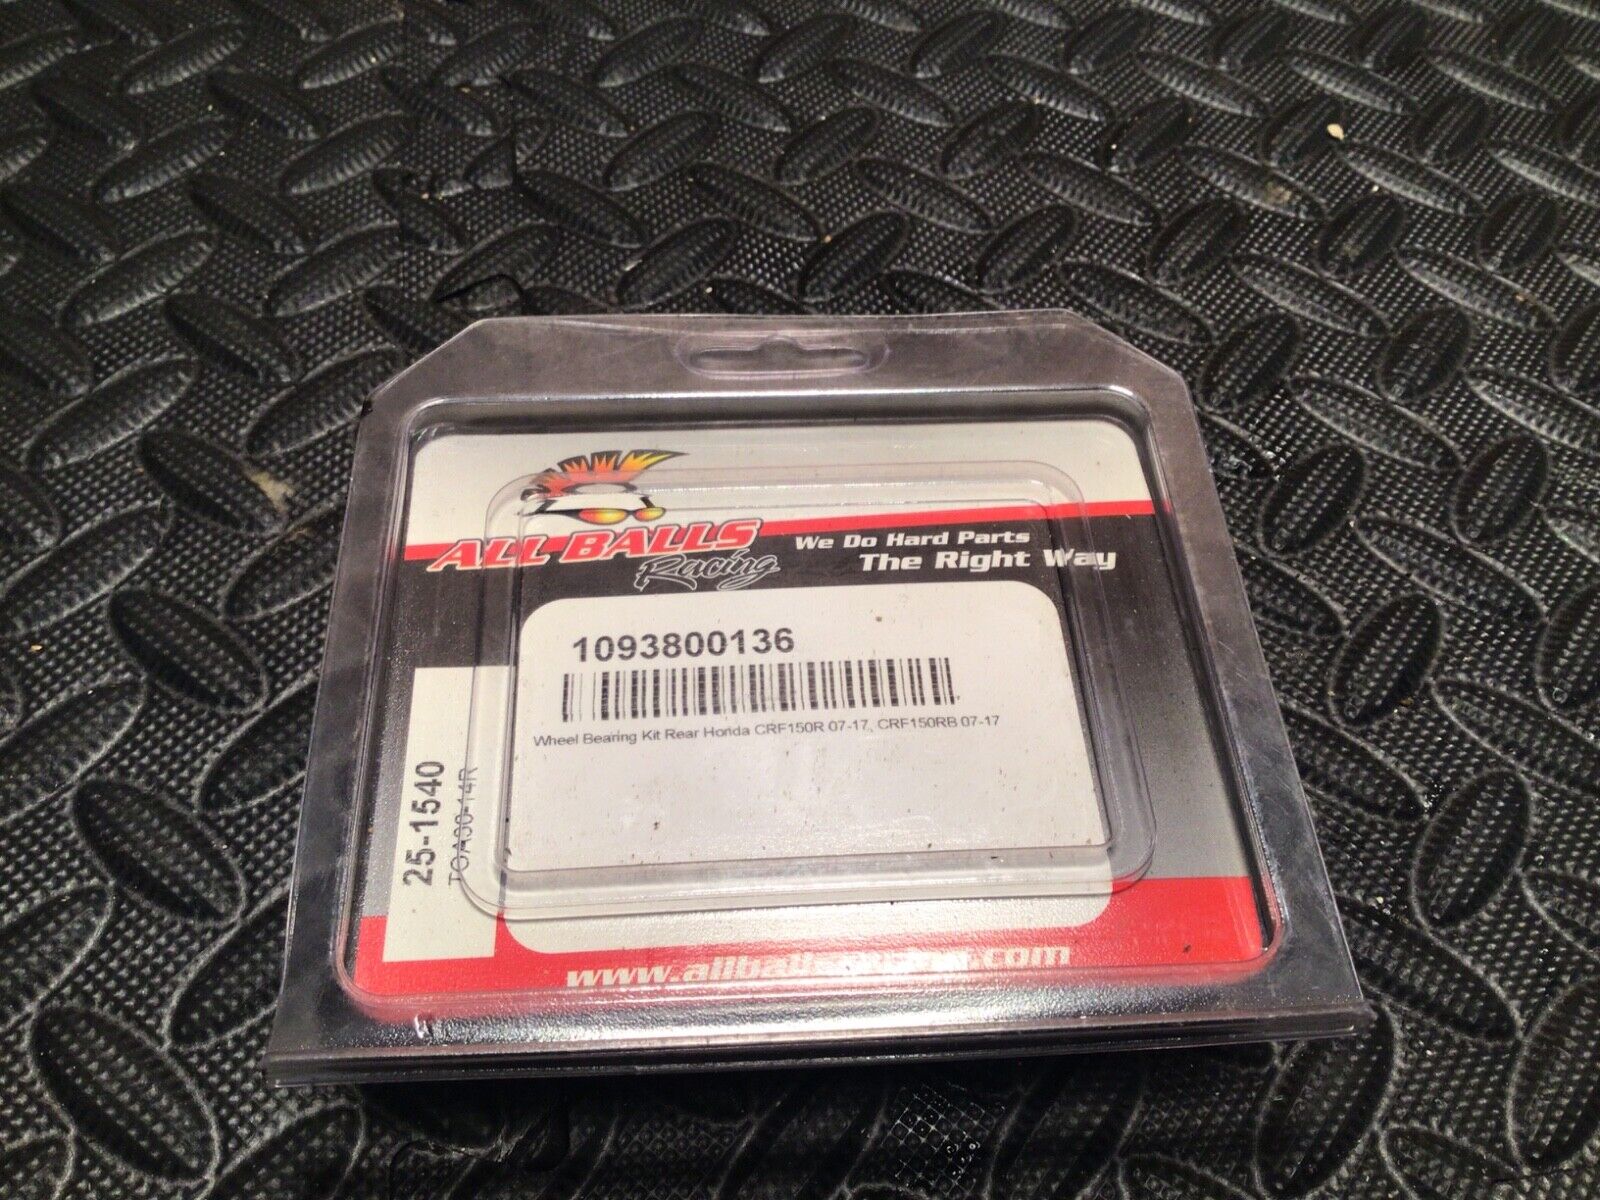 ALL BALLS
Racing
We Do Hard Parts
The Right Way
1093800136
Wheel Bearing Kit Rear Honda CRF150R 07-17, CRF150RB 07-17
25-1540